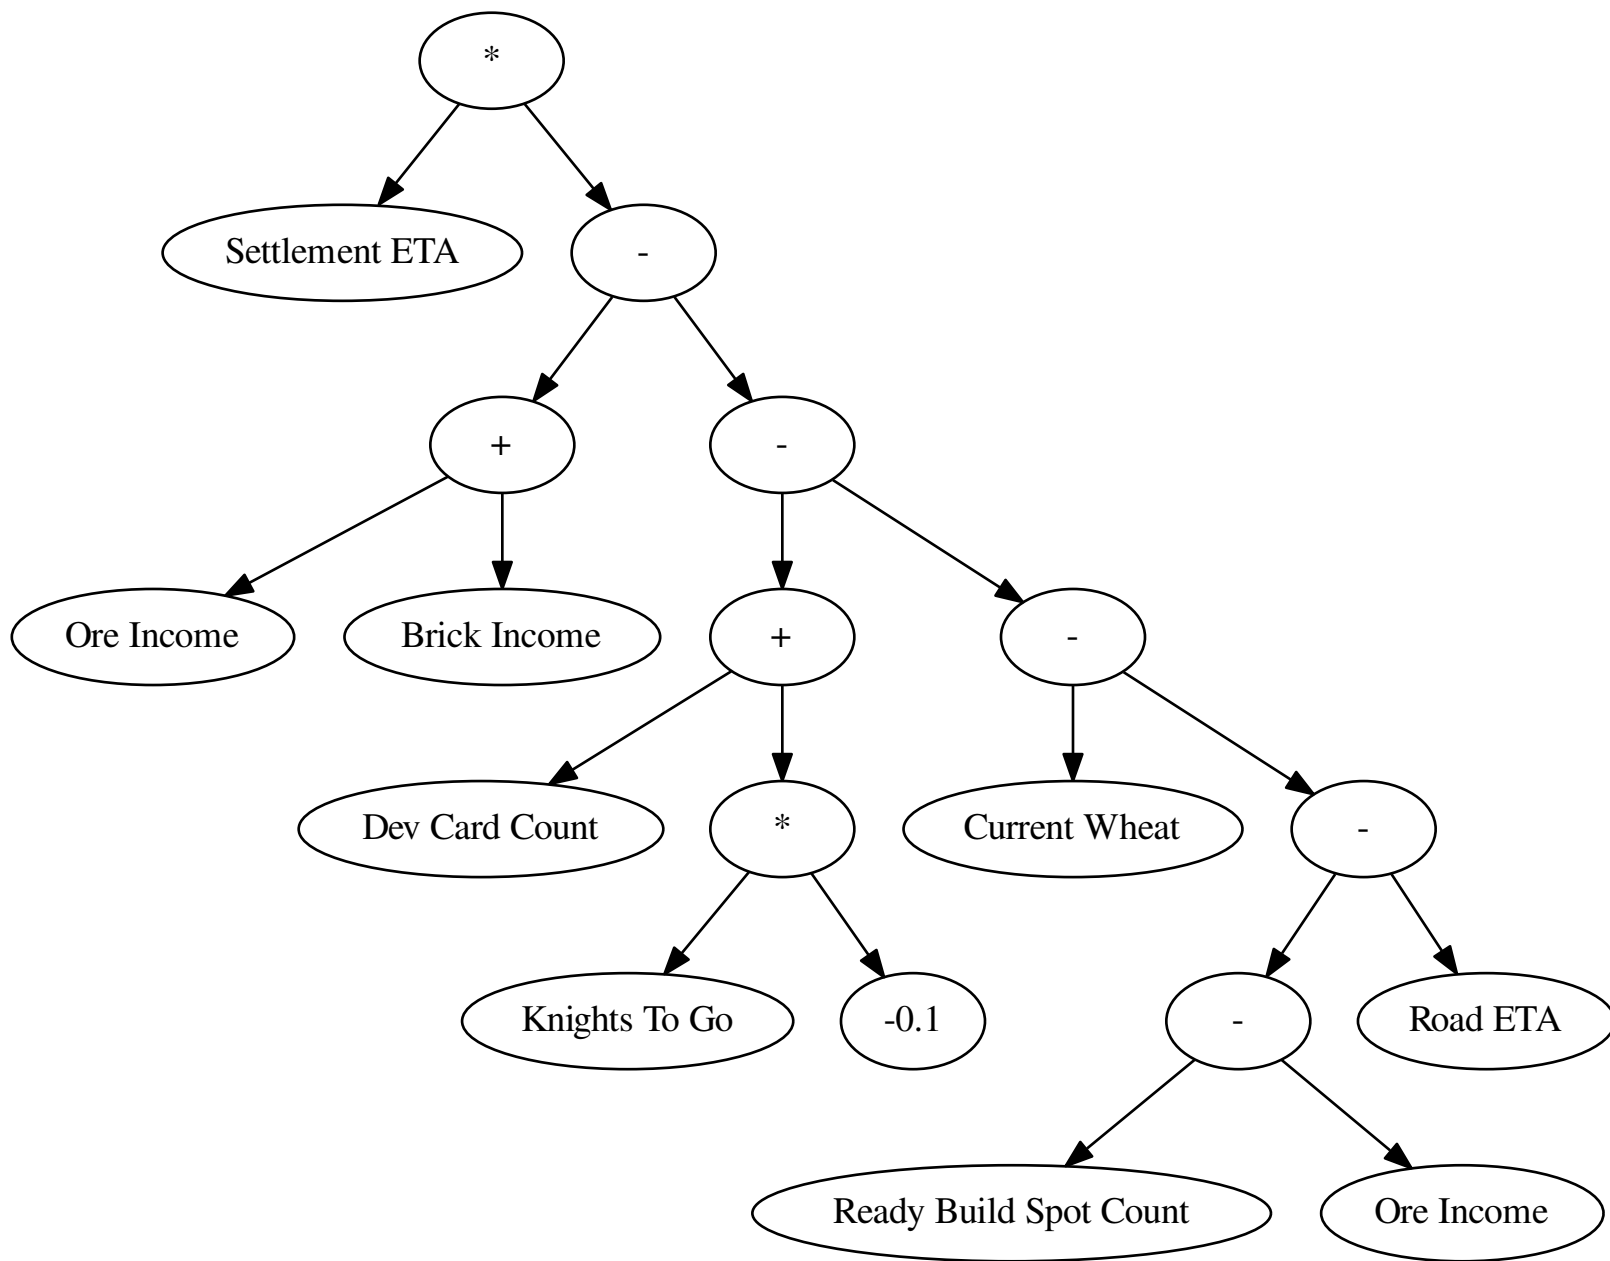 *
Settlement ETA
-
+
-
Ore Income
Brick Income
+
-
Dev Card Count
*
Current Wheat
-
Knights To Go
-0.1
-
Road ETA
Ready Build Spot Count
Ore Income